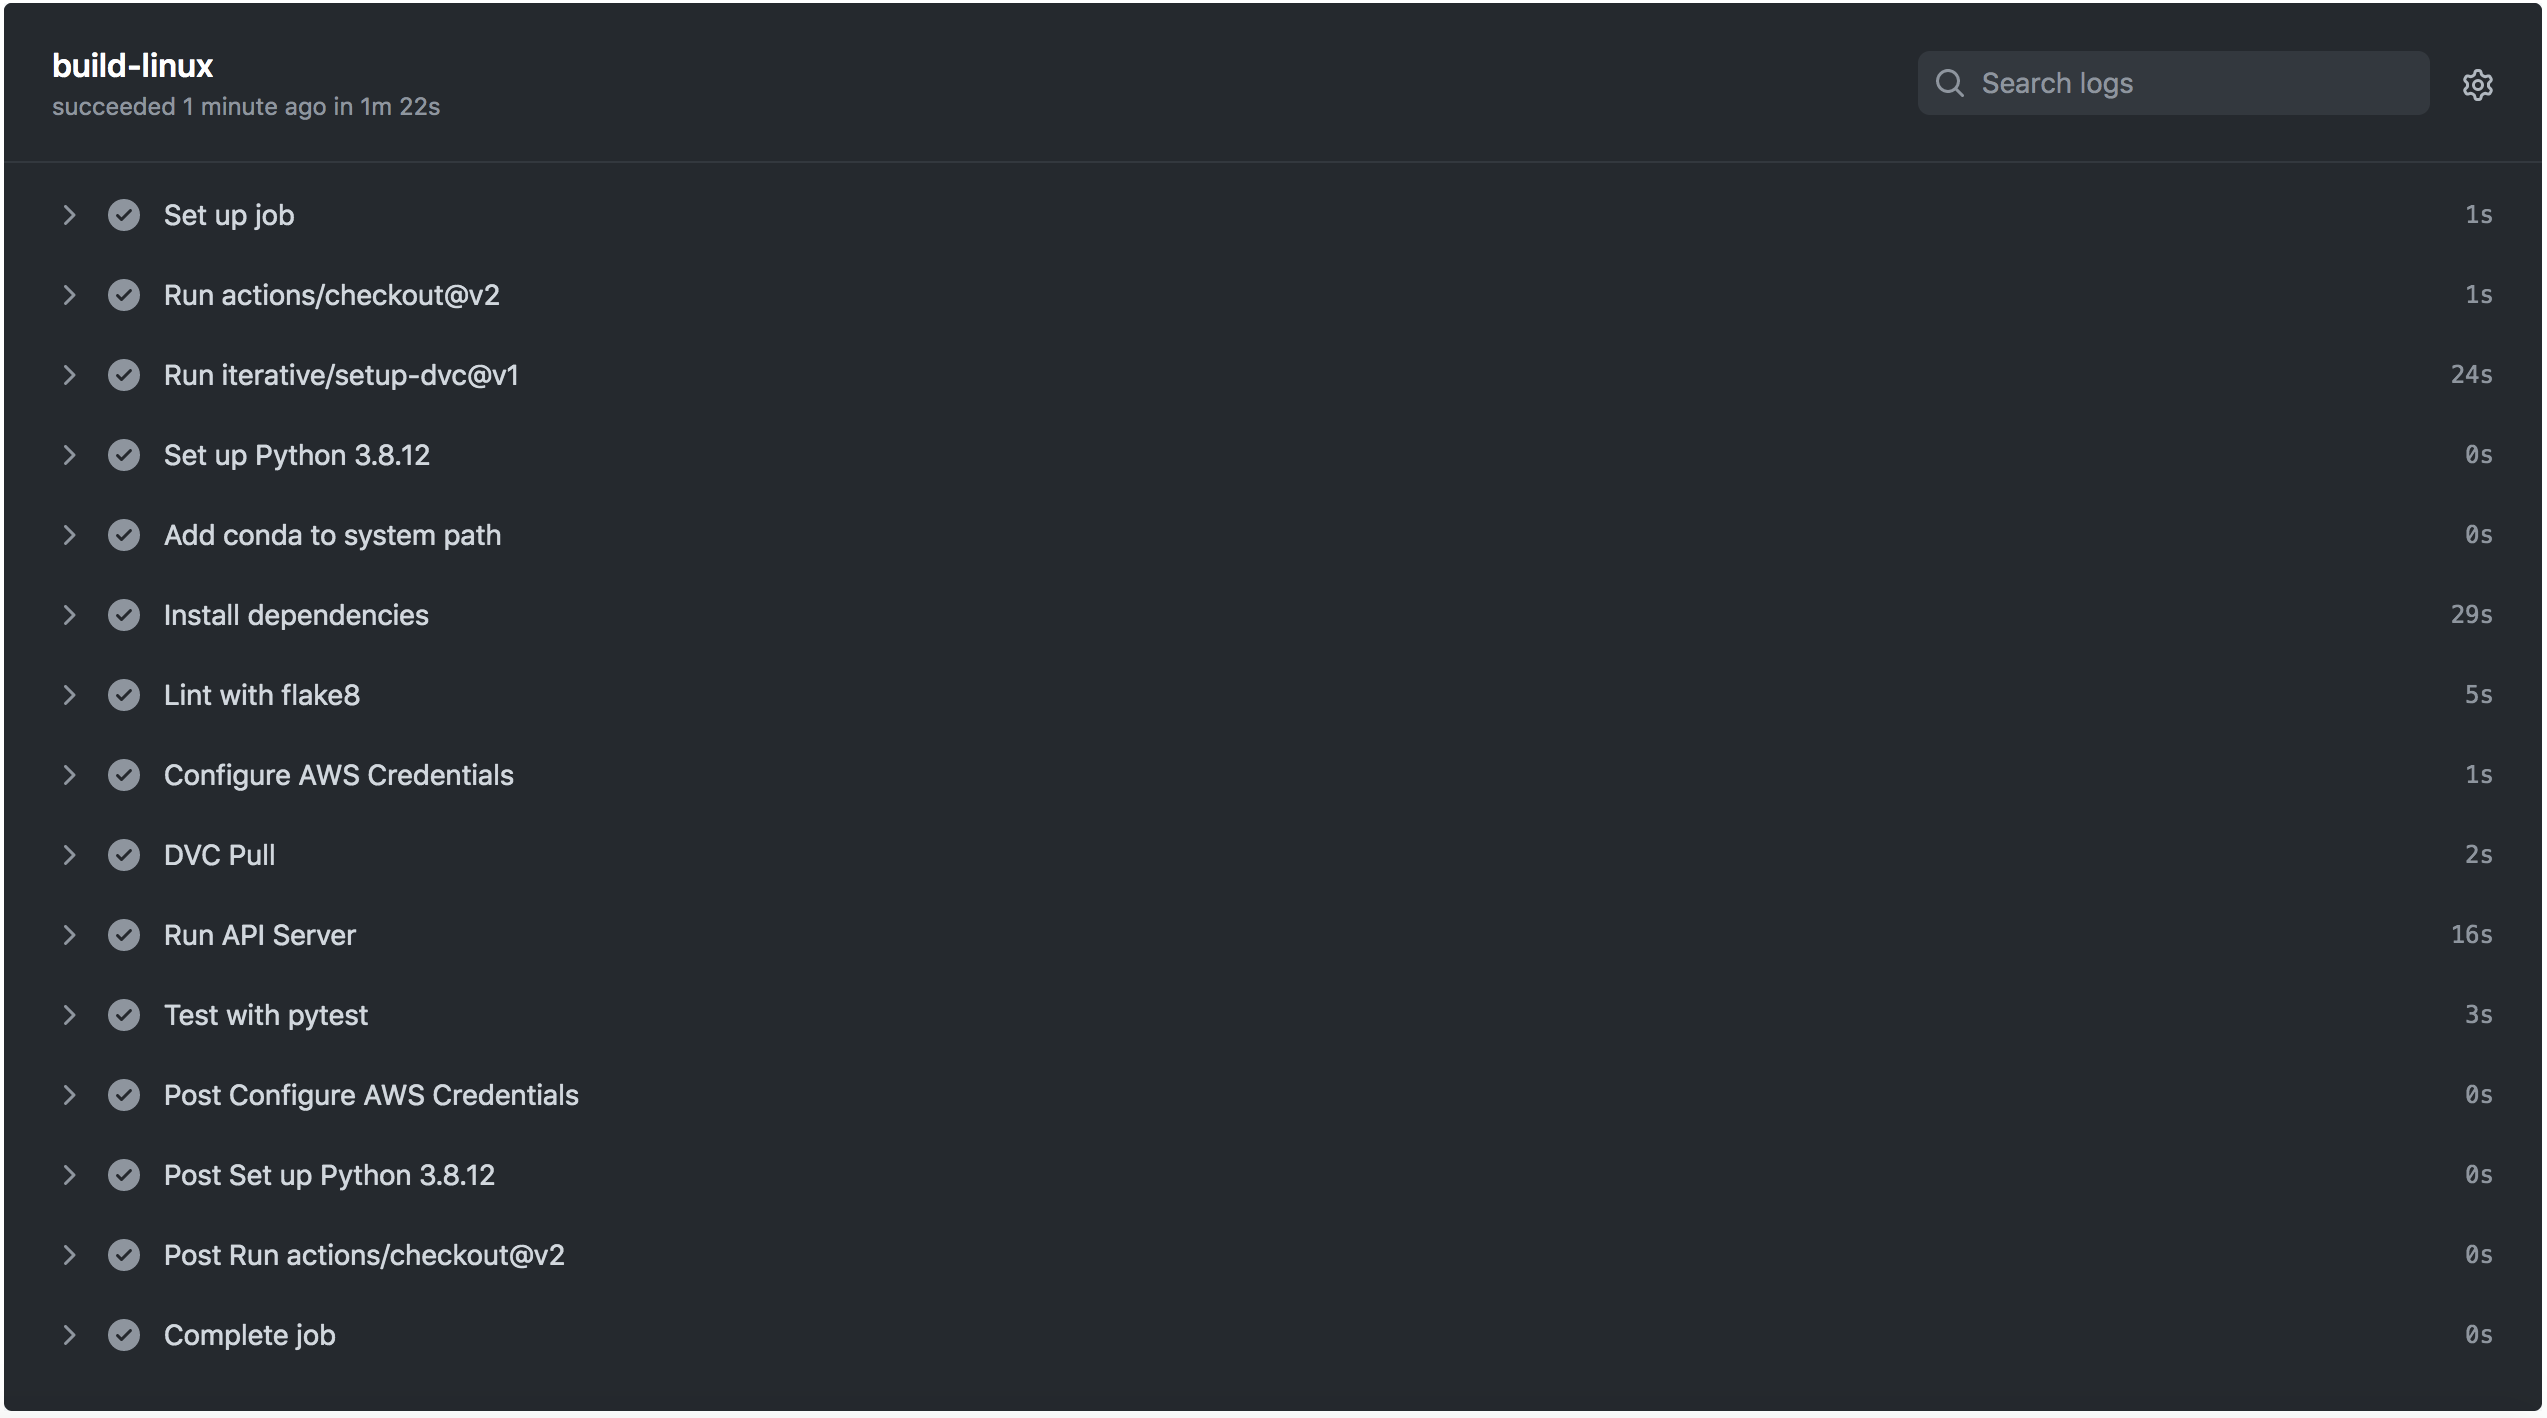 build-linux
succeeded 1 minute ago in 1m 22s
Search logs
Set up job 1s
Run actions/checkout@v2 1s
Run iterative/setup-dvc@v1 24s
Set up Python 3.8.12 0s
Add conda to system path 0s
Install dependencies 29s
Lint with flake8 5s
Configure AWS Credentials 1s
DVC Pull 2s
Run API Server 16s
Test with pytest 3s
Post Configure AWS Credentials 0s
Post Set up Python 3.8.12 0s
Post Run actions/checkout@v2 0s
Complete job 0s